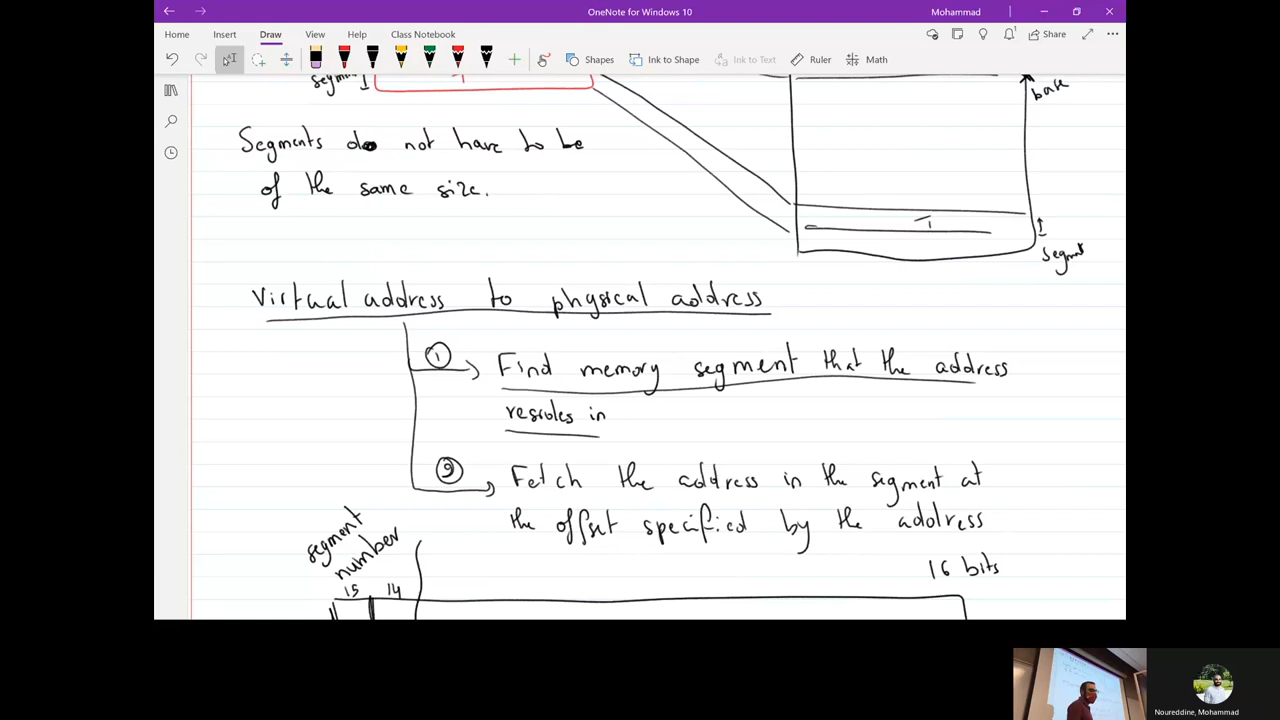 OneNote for Windows 10
Mohammad
Home Insert Draw View Help Class Notebook
Share
Shapes
Ink to Shape
Ink to Text
Ruler
Math
base
Segments do not have to be
of the same size.
segment
Virtual address to physical address
1 Find memory segment that the address
resides in
2 Fetch the address in the segment at
the offset specified by the address
segment
number
16 bits
15 14
Noureddine, Mohammad